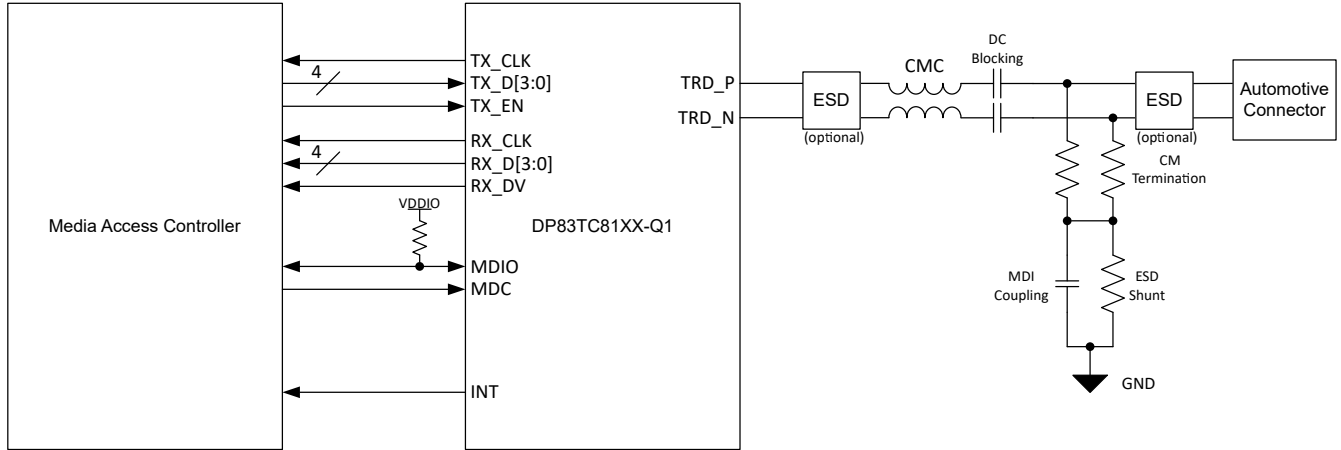 Media Access Controller
4
4
VDDIO
TX_CLK
TX_D[3:0]
TX_EN
RX_CLK
RX_D[3:0]
RX_DV
MDIO
MDC
INT
DP83TC81XX-Q1
TRD_P
TRD_N
ESD
(optional)
CMC
DC
Blocking
ESD
(optional)
Automotive
Connector
CM
Termination
MDI
Coupling
ESD
Shunt
GND